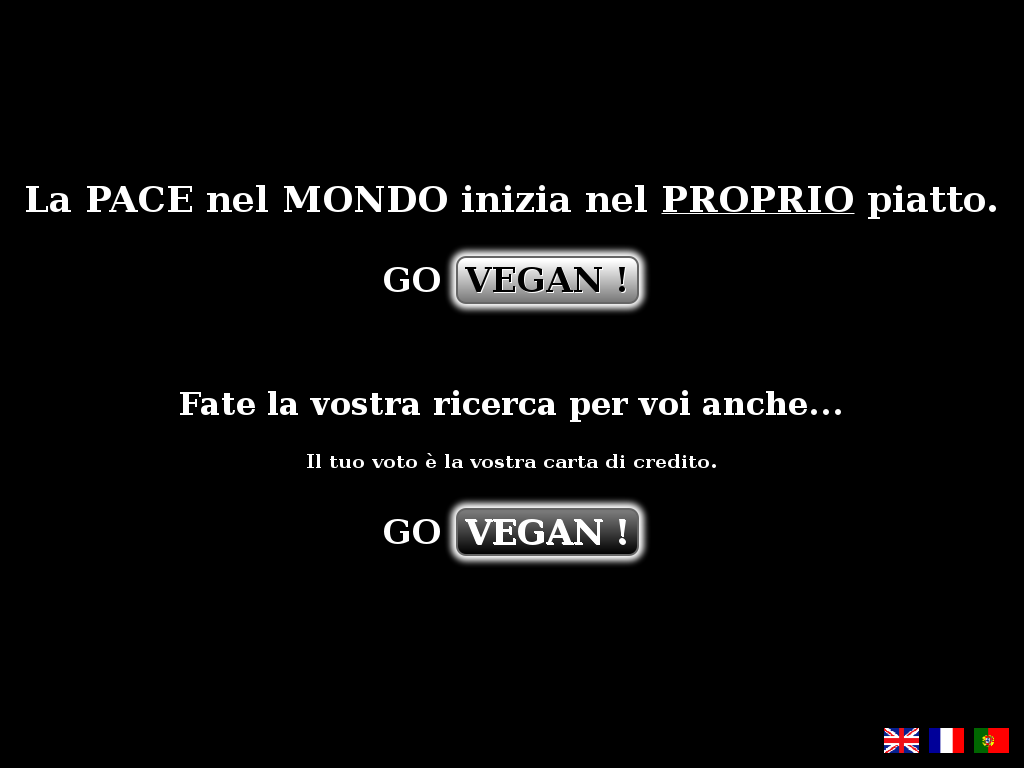 La PACE nel MONDO inizia nel PROPRIO piatto.
GO VEGAN !
Fate la vostra ricerca per voi anche...
Il tuo voto è la vostra carta di credito.
GO VEGAN !